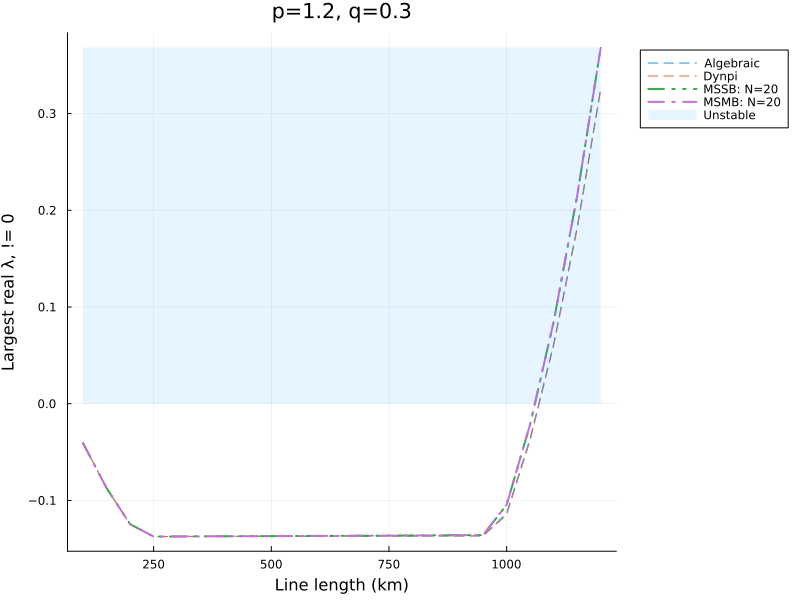 p=1.2, q=0.3
Algebraic
Dynpi
MSSB: N=20
MSMB: N=20
Unstable
Largest real λ, != 0
0.3
0.2
0.1
0.0
−0.1
250
500
750
1000
Line length (km)